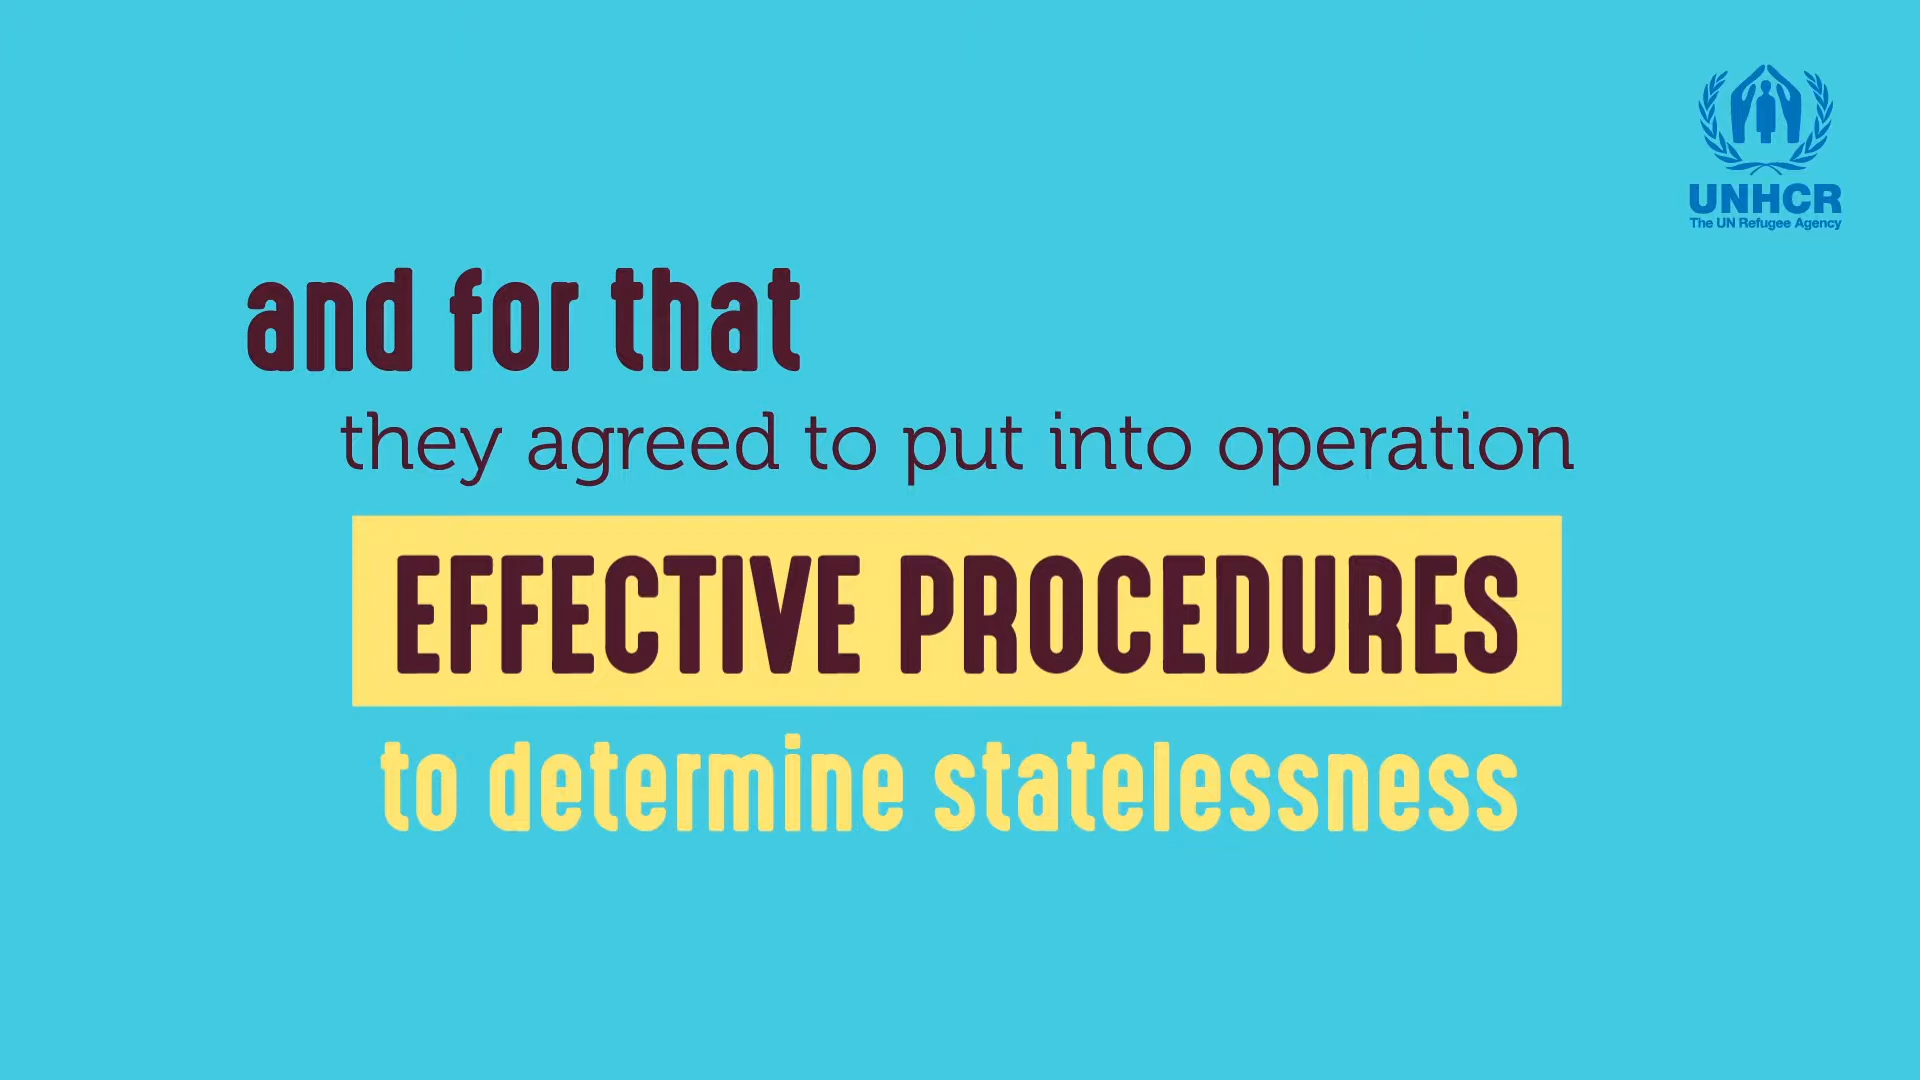 UNHCR
The UN Refugee Agency
and for that
they agreed to put into operation
EFFECTIVE PROCEDURES
to determine statelessness